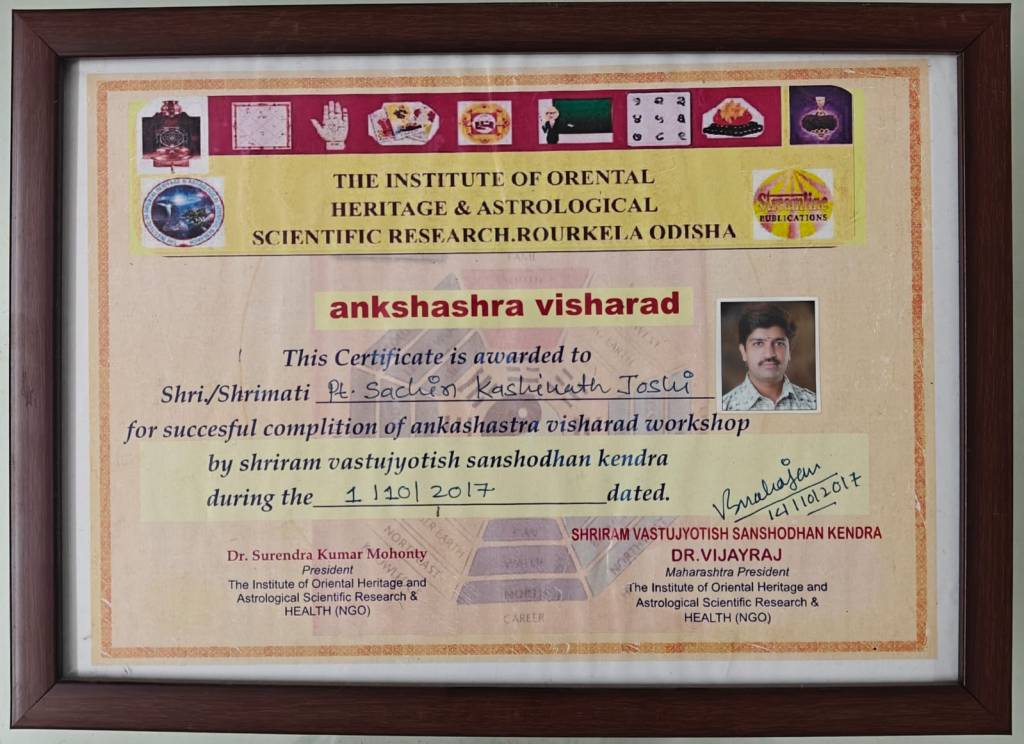 THE INSTITUTE OF ORENTAL
HERITAGE & ASTROLOGICAL
SCIENTIFIC RESEARCH.ROURKELA ODISHA
Streamline
PUBLICATIONS
ankshashra visharad
This Certificate is awarded to
Shri./Shrimati Pt. Sachin Kashinath Joshi
for succesful complition of ankashastra visharad workshop
by shriram vastujyotish sanshodhan kendra
during the 1/10/2017 dated.
14/10/2017
SHRIRAM VASTUJYOTISH SANSHODHAN KENDRA
Dr. Surendra Kumar Mohonty
President
The Institute of Oriental Heritage and
Astrological Scientific Research &
HEALTH (NGO)
DR.VIJAYRAJ
Maharashtra President
The Institute of Oriental Heritage and
Astrological Scientific Research &
HEALTH (NGO)
NORTH EAST
NORTH
CAREER